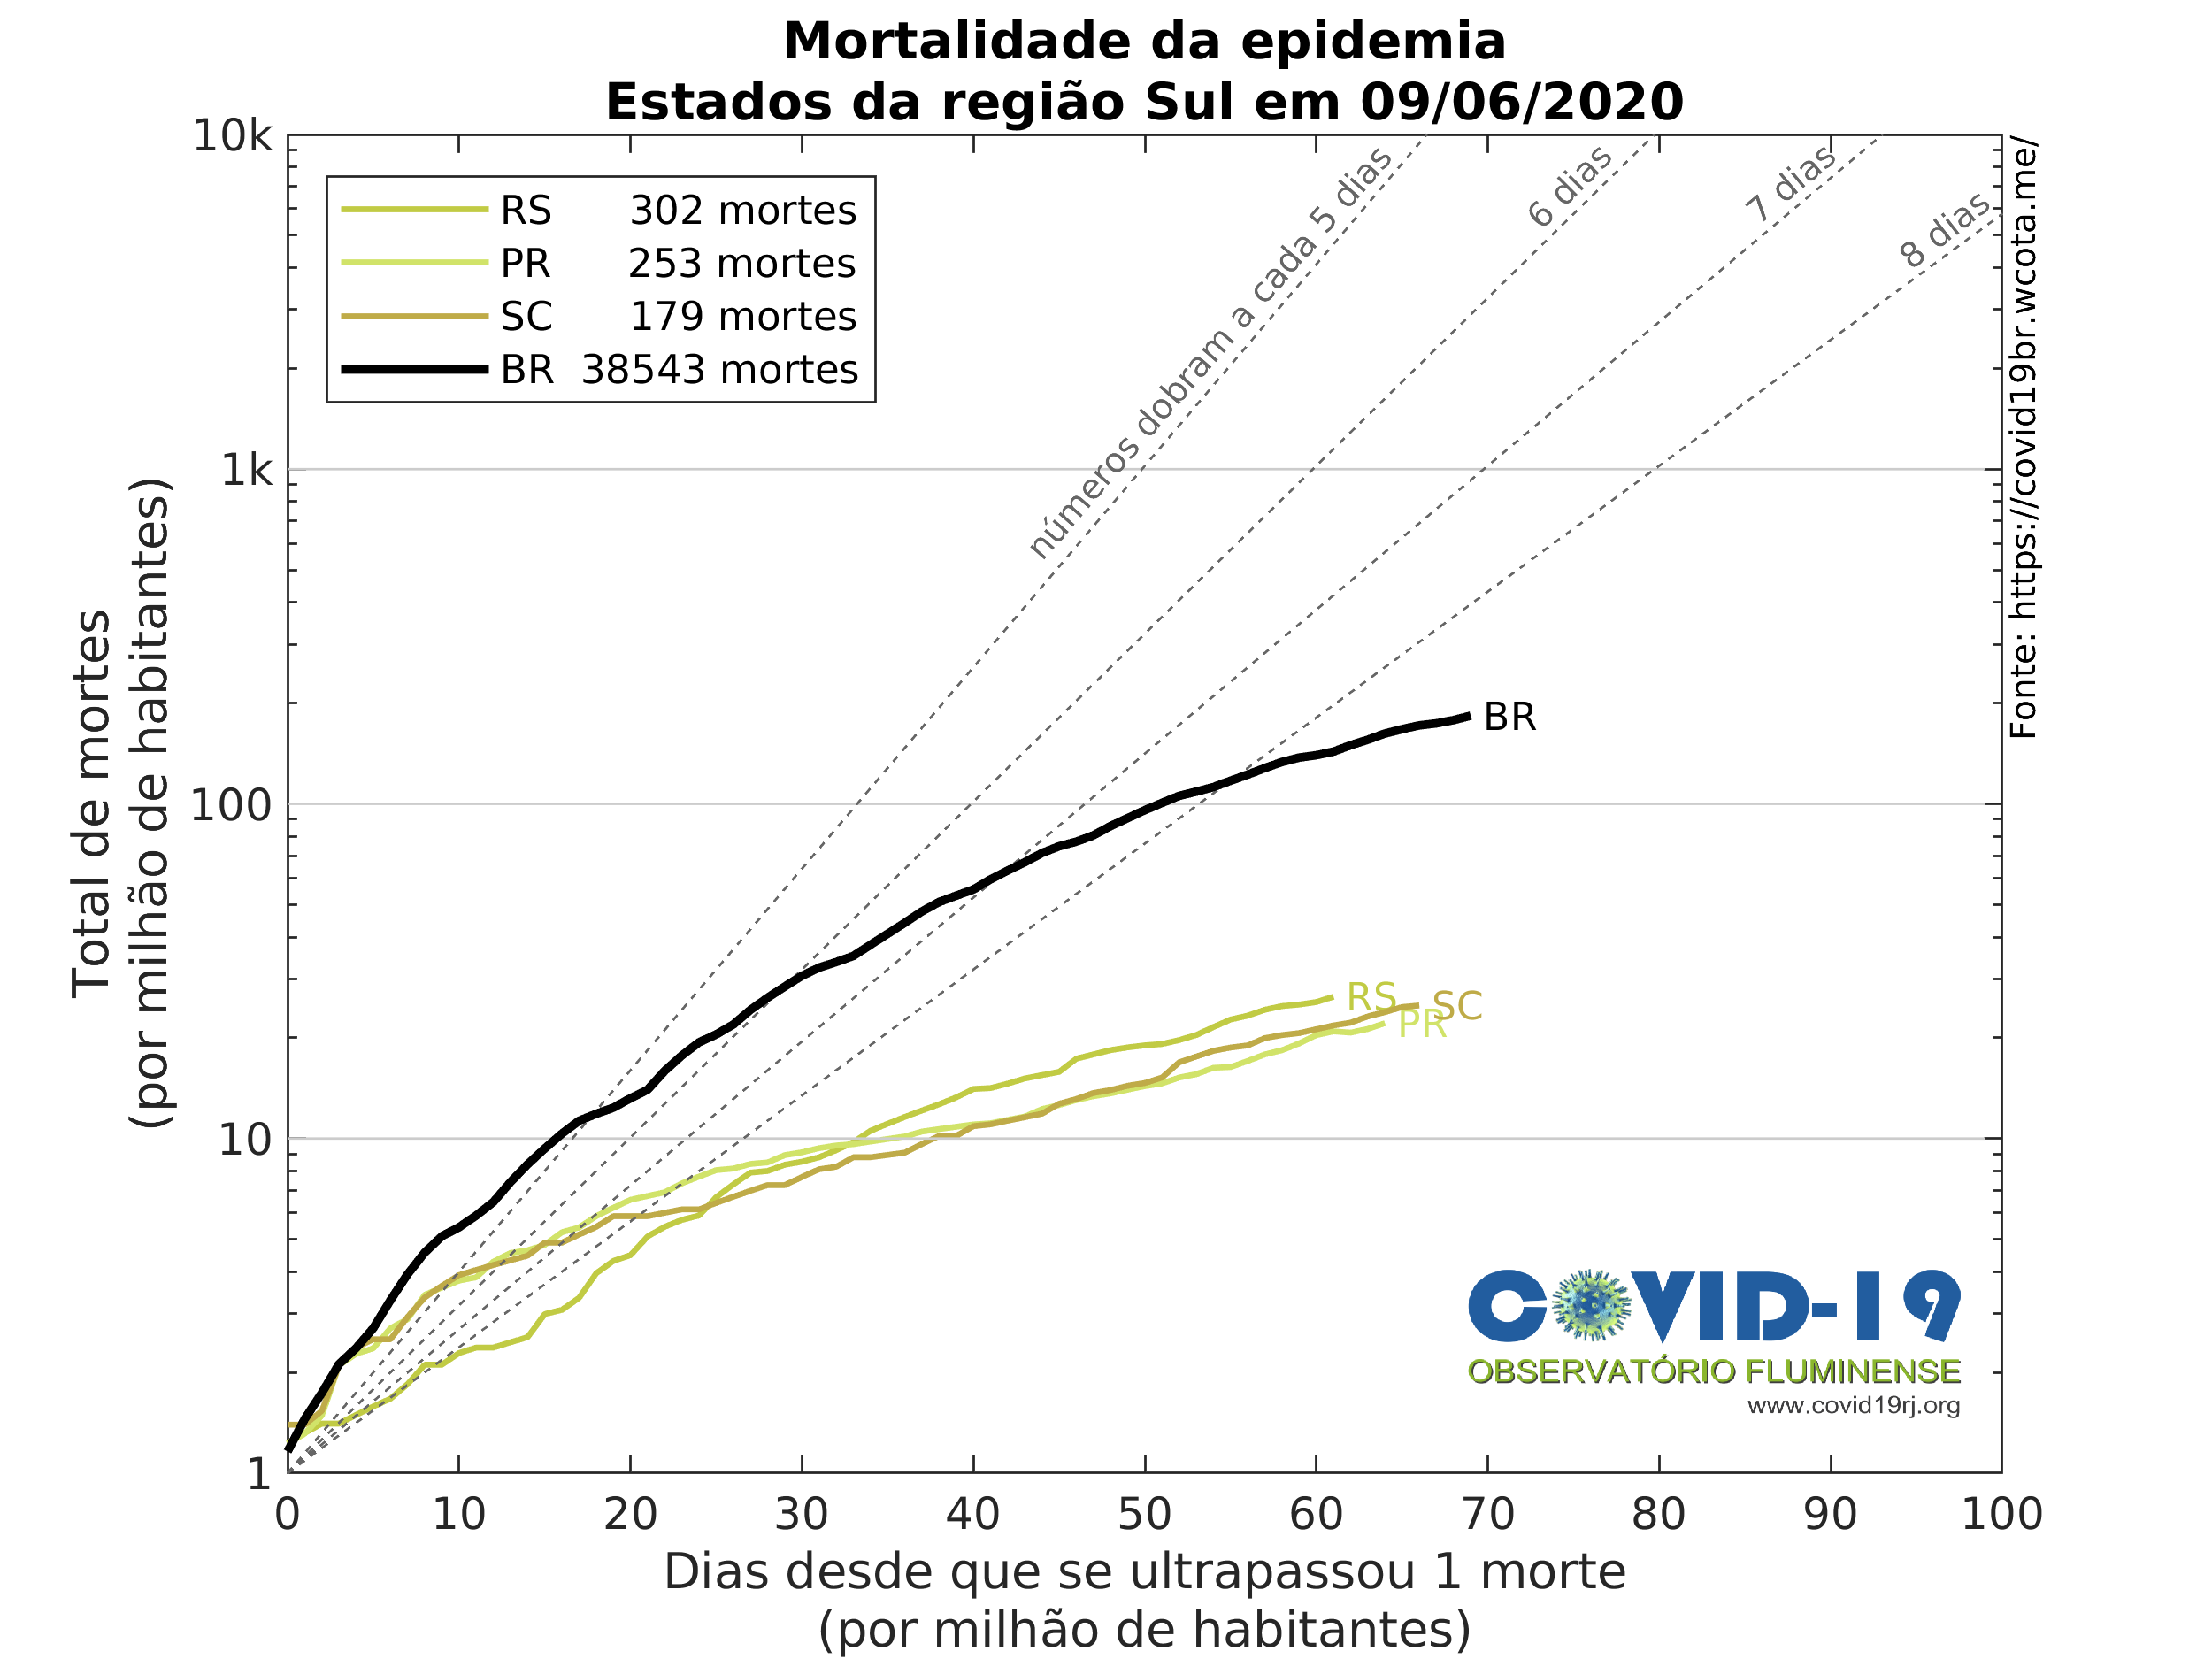 Mortalidade da epidemia
Estados da região Sul em 09/06/2020
10k
1k
100
10
1
Total de mortes
(por milhão de habitantes)
RS 302 mortes
PR 253 mortes
SC 179 mortes
BR 38543 mortes
números dobram a cada 5 dias
6 dias
7 dias
8 dias
BR
RS
SC
PR
Fonte: https://covid19br.wcota.me/
COVID-19
OBSERVATÓRIO FLUMINENSE
www.covid19rj.org
0 10 20 30 40 50 60 70 80 90 100
Dias desde que se ultrapassou 1 morte
(por milhão de habitantes)